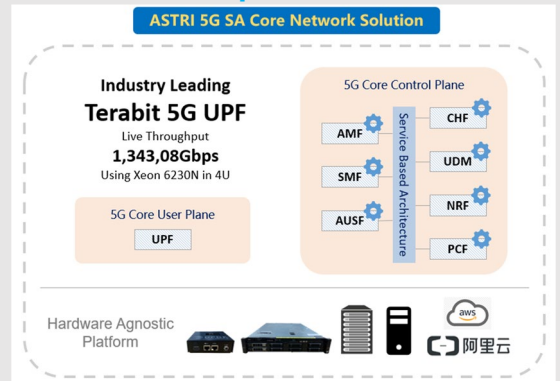 ASTRI 5G SA Core Network Solution
Industry Leading
Terabit 5G UPF
Live Throughput
1,343,08Gbps
Using Xeon 6230N in 4U
5G Core User Plane
UPF
5G Core Control Plane
AMF
SMF
AUSF
Service Based Architecture
CHF
UDM
NRF
PCF
Hardware Agnostic
Platform
aws
阿里云